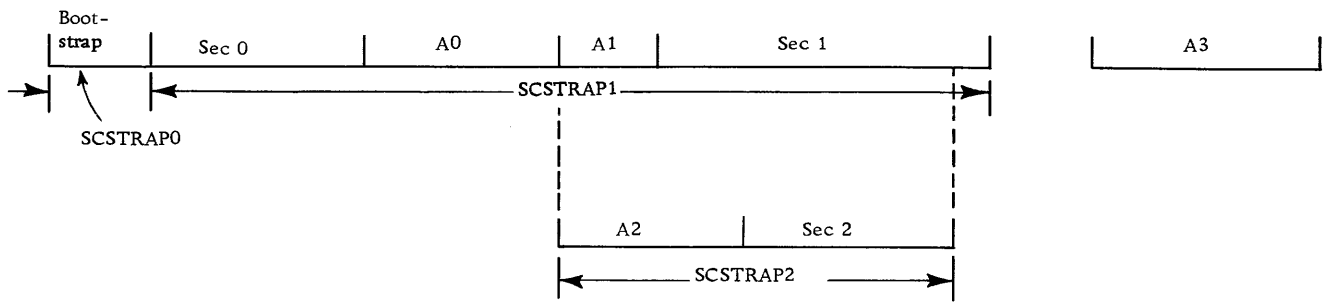 Boot-
strap
Sec 0
A0
A1
Sec 1
A3
SCSTRAP1
SCSTRAP0
A2
Sec 2
SCSTRAP2